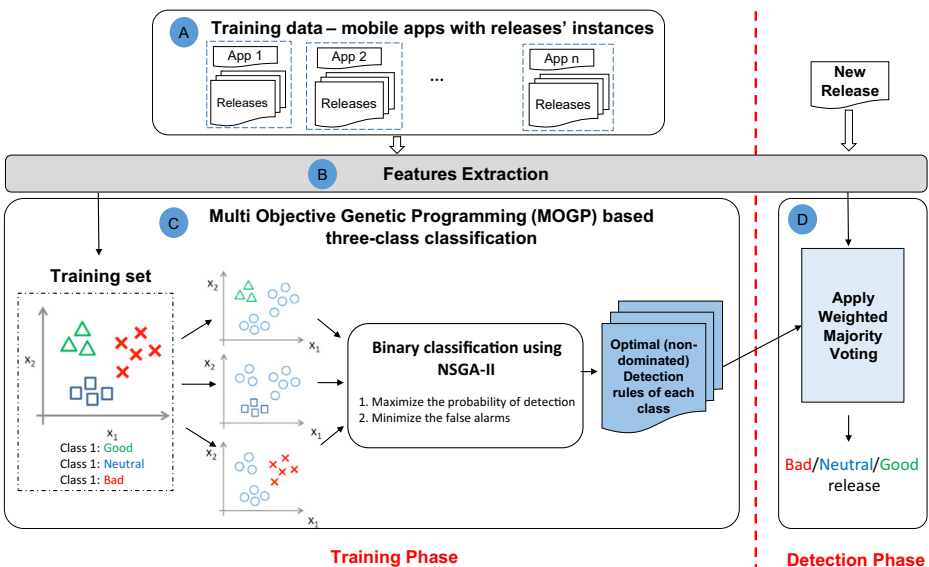 A
Training data – mobile apps with releases' instances
App 1
Releases
App 2
Releases
...
App n
Releases
New
Release
B
Features Extraction
C
Multi Objective Genetic Programming (MOGP) based
three-class classification
Training set
x2
x1
Class 1: Good
Class 1: Neutral
Class 1: Bad
x2
x1
x2
x1
x2
x1
Binary classification using
NSGA-II
1. Maximize the probability of detection
2. Minimize the false alarms
Optimal (non-
dominated)
Detection
rules of each
class
D
Apply
Weighted
Majority
Voting
Bad/Neutral/Good
release
Training Phase
Detection Phase